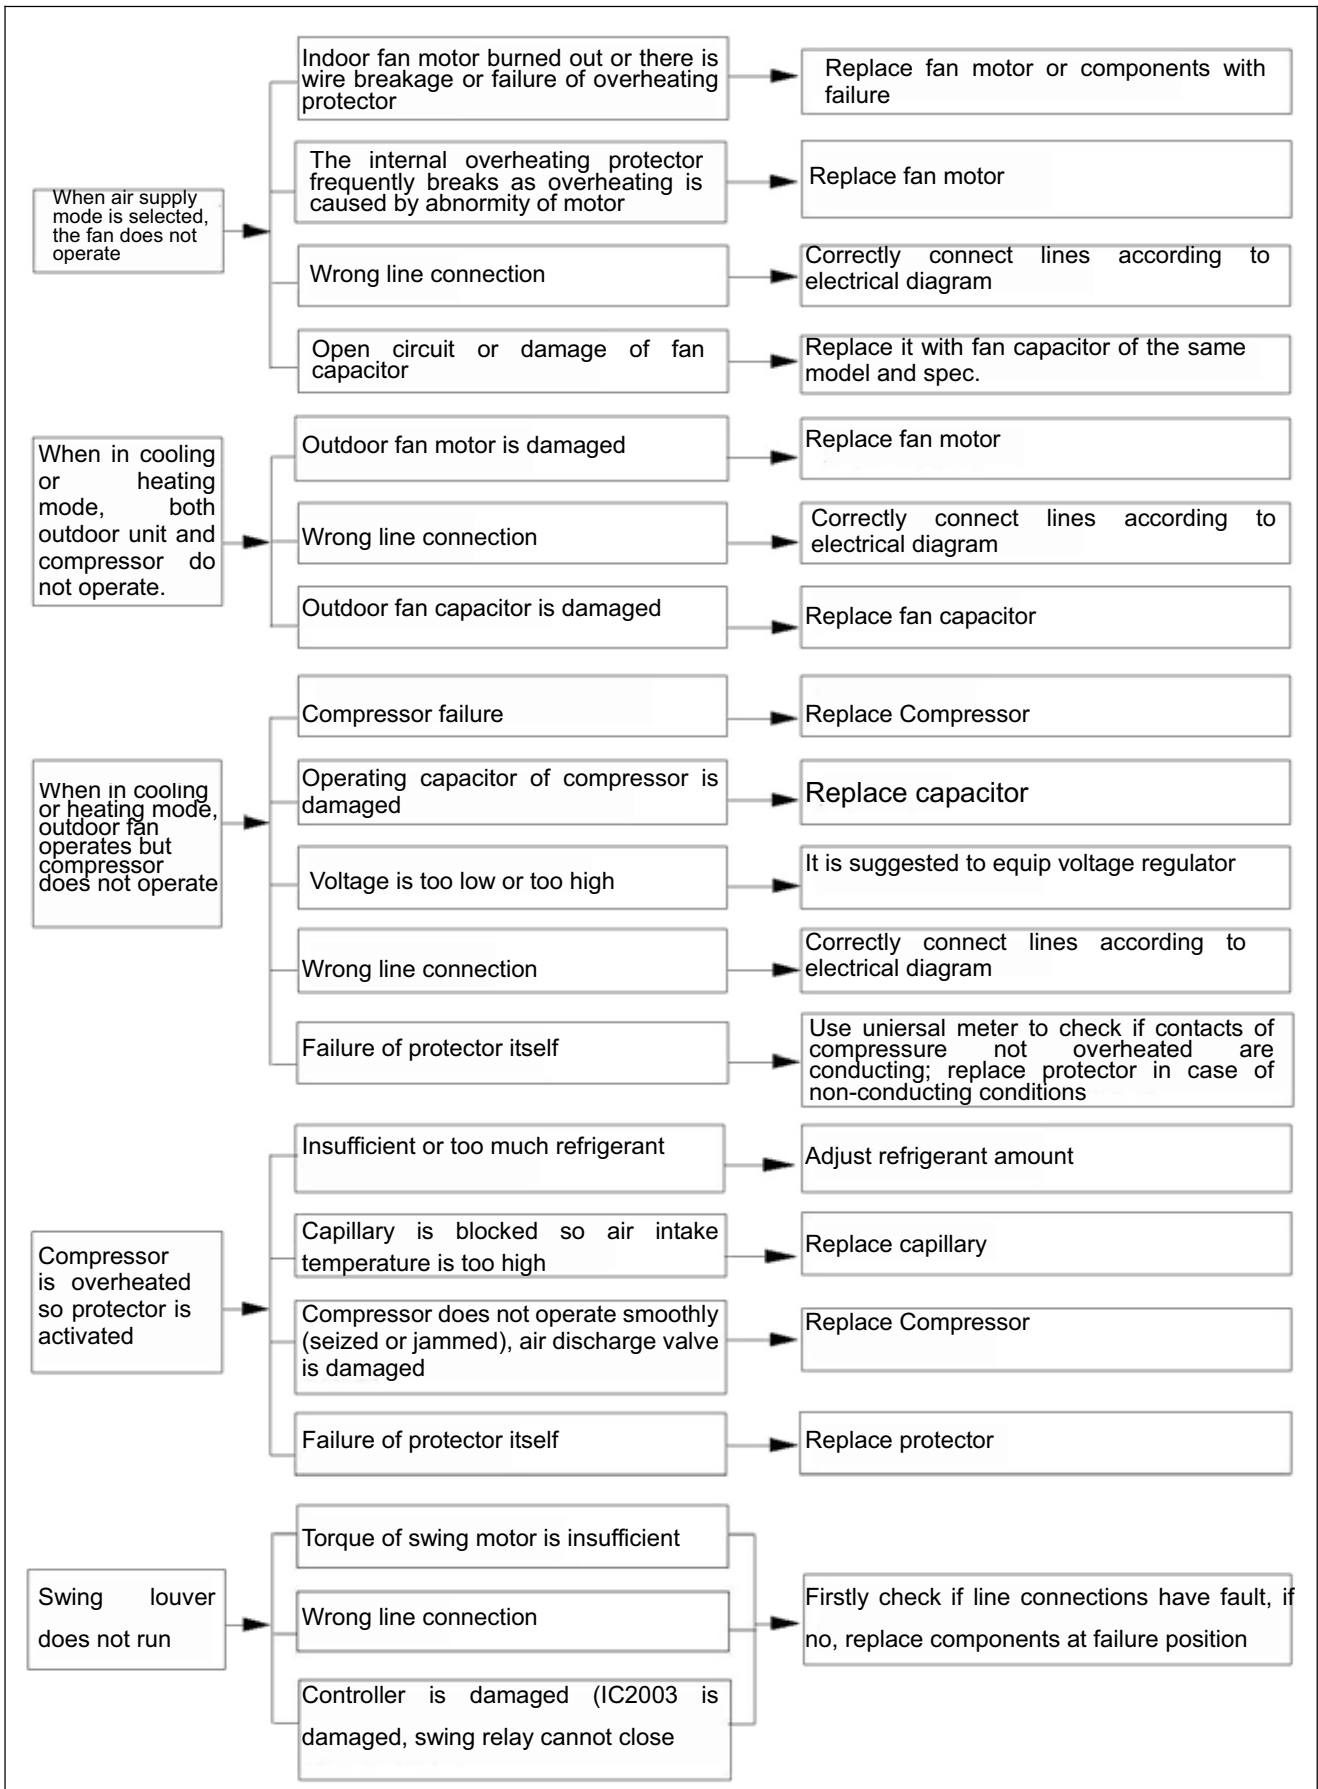 When air supply
mode is selected,
the fan does not
operate
Indoor fan motor burned out or there is
wire breakage or failure of overheating
protector
Replace fan motor or components with
failure
The internal overheating protector
frequently breaks as overheating is
caused by abnormity of motor
Replace fan motor
Wrong line connection
Correctly connect lines according to
electrical diagram
Open circuit or damage of fan
capacitor
Replace it with fan capacitor of the same
model and spec.
When in cooling
or heating
mode, both
outdoor unit and
compressor do
not operate.
Outdoor fan motor is damaged
Replace fan motor
Wrong line connection
Correctly connect lines according to
electrical diagram
Outdoor fan capacitor is damaged
Replace fan capacitor
When in cooling
or heating mode,
outdoor fan
operates but
compressor
does not operate
Compressor failure
Replace Compressor
Operating capacitor of compressor is
damaged
Replace capacitor
Voltage is too low or too high
It is suggested to equip voltage regulator
Wrong line connection
Correctly connect lines according to
electrical diagram
Failure of protector itself
Use uniersal meter to check if contacts of
compressure not overheated are
conducting; replace protector in case of
non-conducting conditions
Compressor
is overheated
so protector is
activated
Insufficient or too much refrigerant
Adjust refrigerant amount
Capillary is blocked so air intake
temperature is too high
Replace capillary
Compressor does not operate smoothly
(seized or jammed), air discharge valve
is damaged
Replace Compressor
Failure of protector itself
Replace protector
Swing louver
does not run
Torque of swing motor is insufficient
Wrong line connection
Controller is damaged (IC2003 is
damaged, swing relay cannot close
Firstly check if line connections have fault, if
no, replace components at failure position